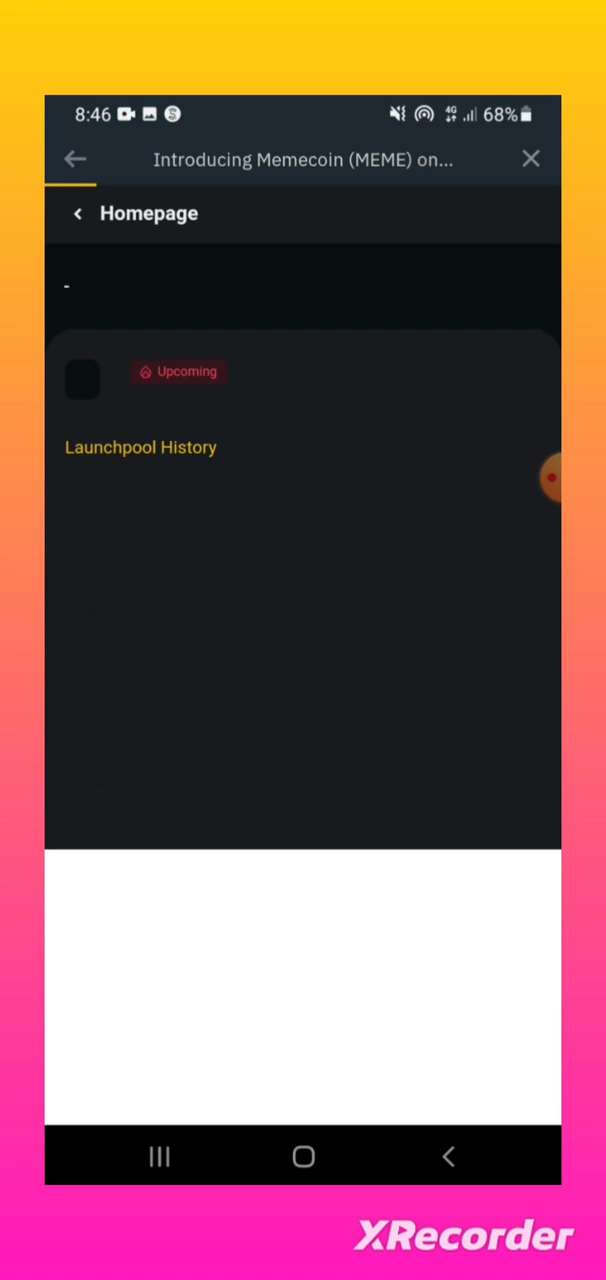 8:46 4G 68%
Introducing Memecoin (MEME) on...
Homepage
-
Upcoming
Launchpool History
XRecorder